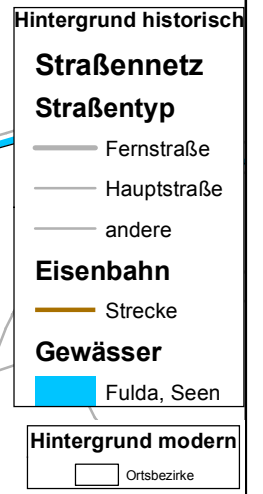 Hintergrund historisch
Straßennetz
Straßentyp
Fernstraße
Hauptstraße
andere
Eisenbahn
Strecke
Gewässer
Fulda, Seen
Hintergrund modern
Ortsbezirke